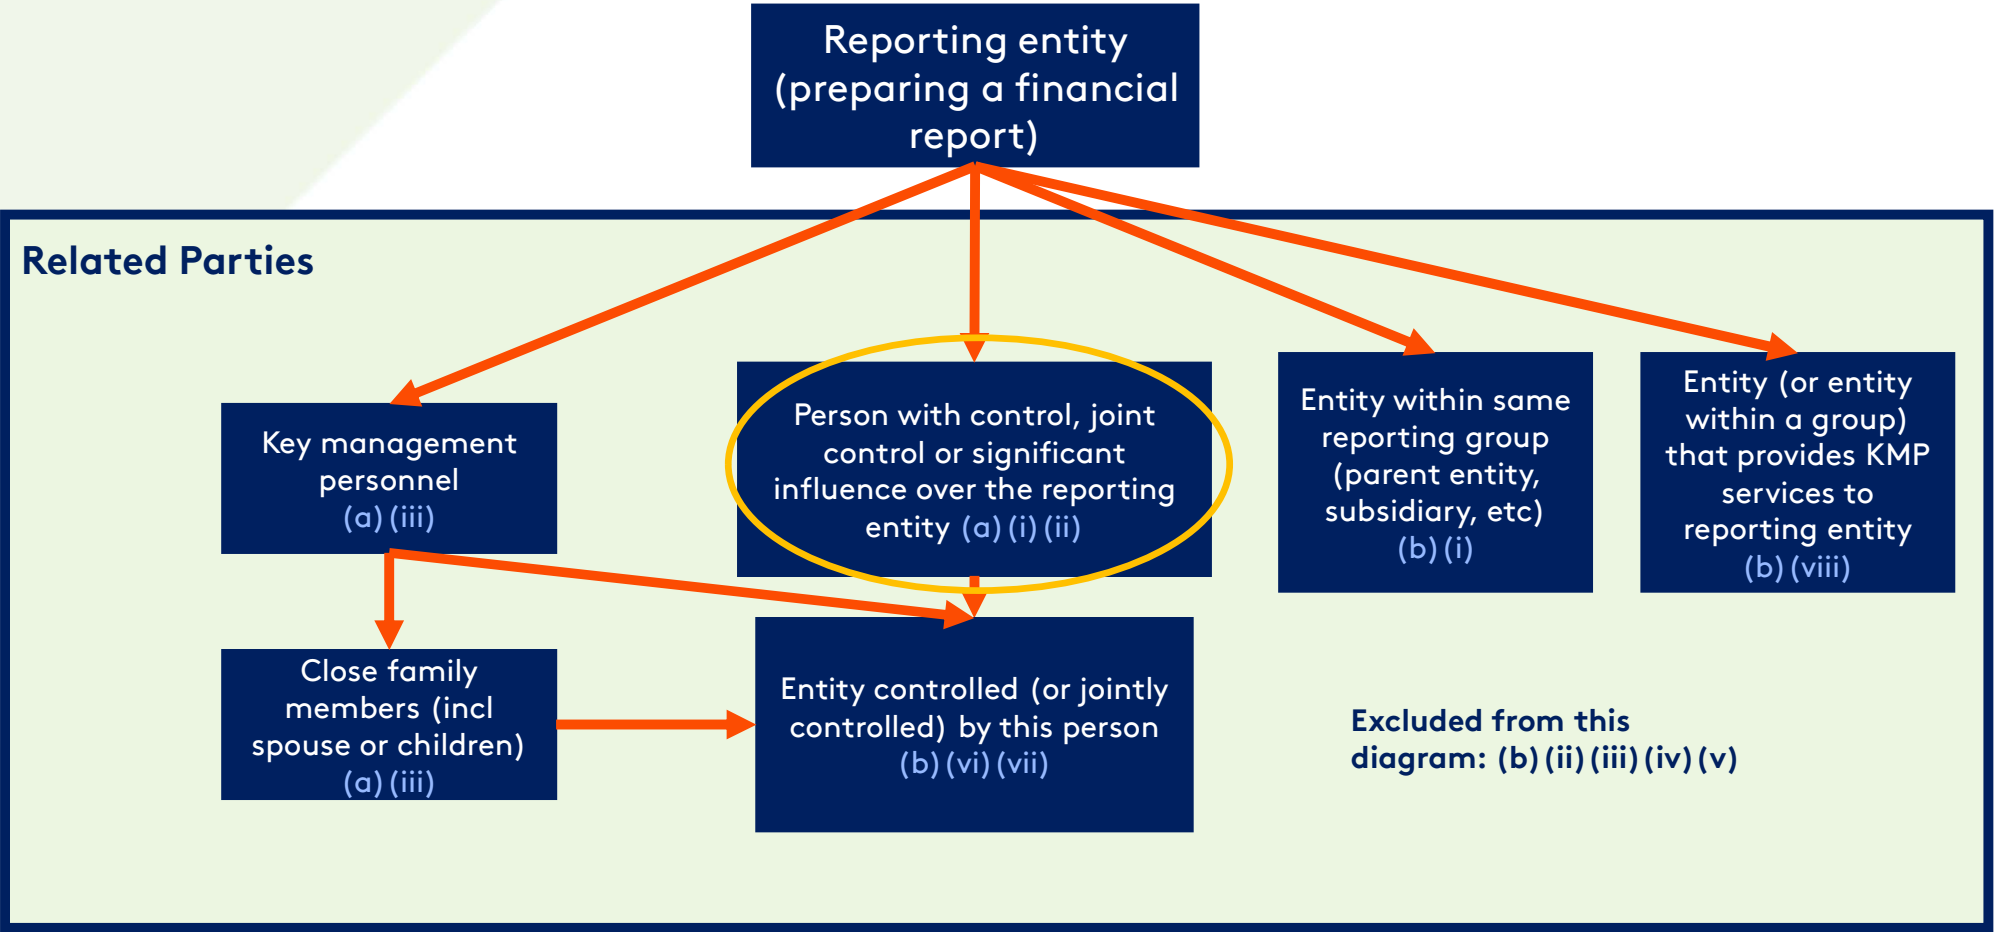 Reporting entity
(preparing a financial
report)
Related Parties
Key management
personnel
(a)(iii)
Person with control, joint
control or significant
influence over the reporting
entity (a)(i)(ii)
Entity within same
reporting group
(parent entity,
subsidiary, etc)
(b)(i)
Entity (or entity
within a group)
that provides KMP
services to
reporting entity
(b)(viii)
Close family
members (incl
spouse or children)
(a)(iii)
Entity controlled (or jointly
controlled) by this person
(b)(vi)(vii)
Excluded from this
diagram: (b)(ii)(iii)(iv)(v)